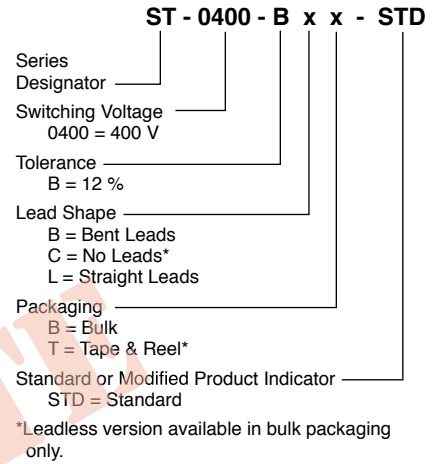 ST - 0400 - B x x - STD
Series
Designator
Switching Voltage
0400 = 400 V
Tolerance
B = 12 %
Lead Shape
B = Bent Leads
C = No Leads*
L = Straight Leads
Packaging
B = Bulk
T = Tape & Reel*
Standard or Modified Product Indicator
STD = Standard
*Leadless version available in bulk packaging
only.